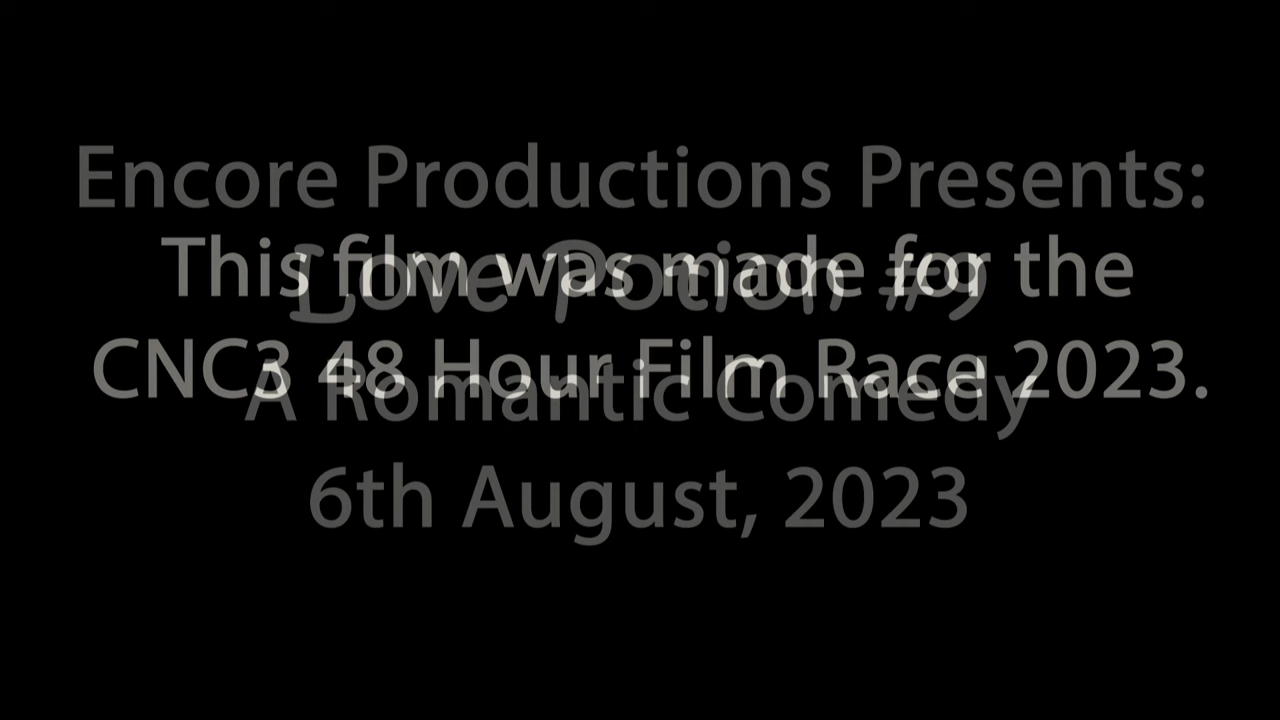 Encore Productions Presents:
Love Potion #9
A Romantic Comedy
6th August, 2023
This film was made for the
CNC3 48 Hour Film Race 2023.